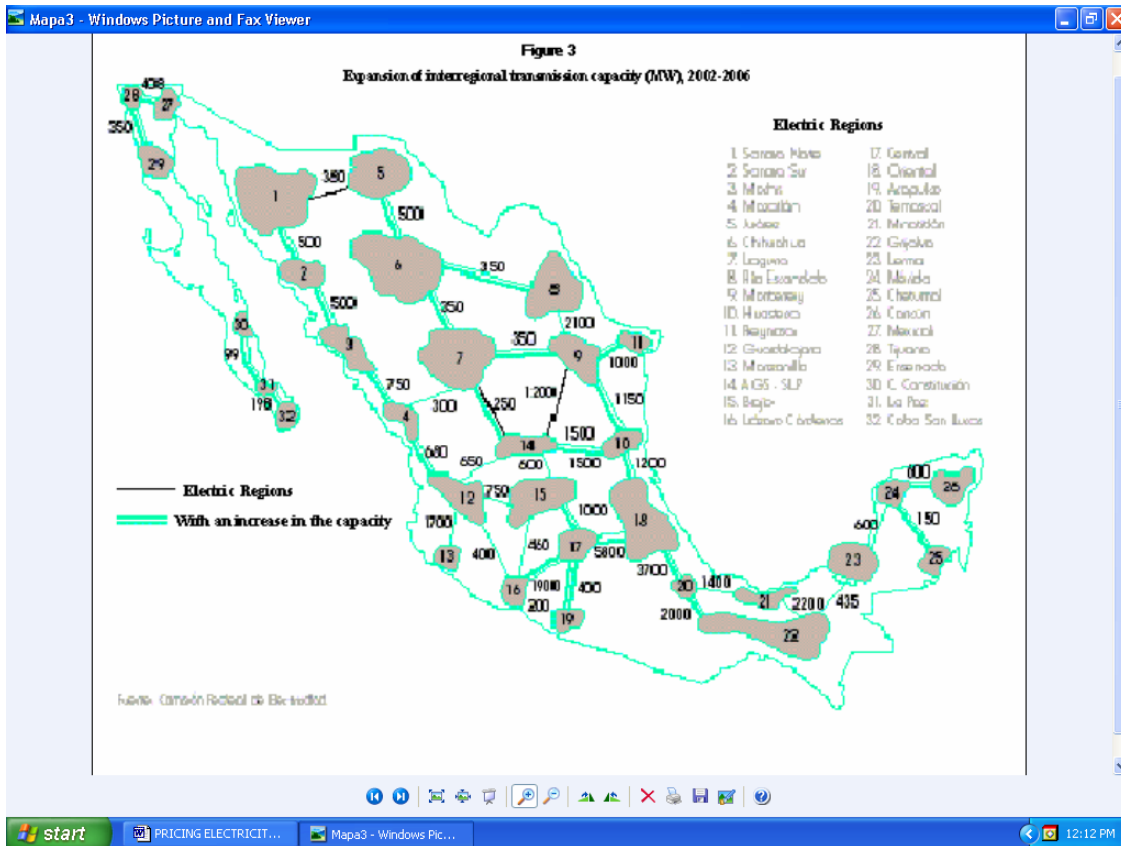 Mapa3 - Windows Picture and Fax Viewer
Figure 3
Expansion of interregional transmission capacity (MW), 2002-2006
Electric Regions
1 Sonora Norte
2 Sonora Sur
3 Mochis
4 Mazatlán
5 Juárez
6 Chihuahua
7 Laguna
8 Río Escondido
9 Monterrey
10 Huasteca
11 Reynosa
12 Guadalajara
13 Manzanillo
14 AGS - SLP
15 Bajío
16 Lázaro Cárdenas
17 Central
18 Oriental
19 Acapulco
20 Temascal
21 Minatitlán
22 Grijalva
23 Lerma
24 Mérida
25 Chetumal
26 Cancún
27 Mexicali
28 Tijuana
29 Ensenada
30 C. Constitución
31 La Paz
32 Cabo San Lucas
408
28
27
350
29
1
380
5
500
500
6
2
350
8
500
350
2100
30
3
350
11
99
7
9
1000
31
750
198
32
300
250
1200
1150
4
1500
14
10
680
650
600
1500
1200
12
750
15
1000
18
1700
13
400
460
17
5800
3700
16
1900
400
200
19
20
1400
2000
21
2200
435
22
23
600
24
600
26
150
25
Electric Regions
With an increase in the capacity
Fuente: Comisión Federal de Electricidad
start
PRICING ELECTRICIT...
Mapa3 - Windows Pic...
12:12 PM